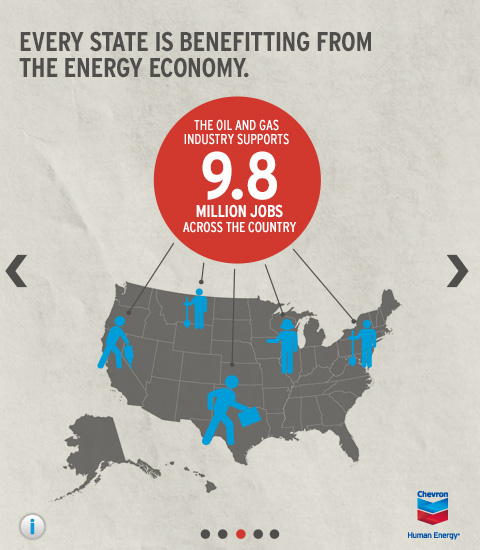 EVERY STATE IS BENEFITTING FROM
THE ENERGY ECONOMY.
THE OIL AND GAS
INDUSTRY SUPPORTS
9.8
MILLION JOBS
ACROSS THE COUNTRY
i
Chevron
Human Energy®